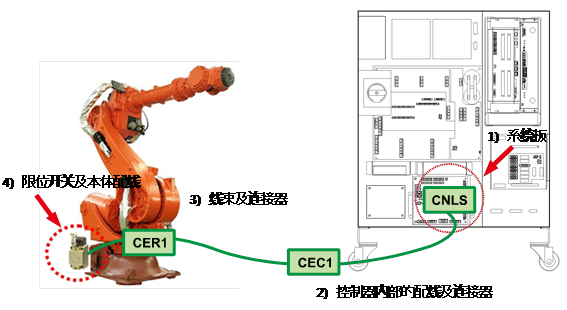 1) 系统板
4) 限位开关及本体配线
3) 线束及连接器
CNLS
CER1
CEC1
2) 控制器内部的配线及连接器